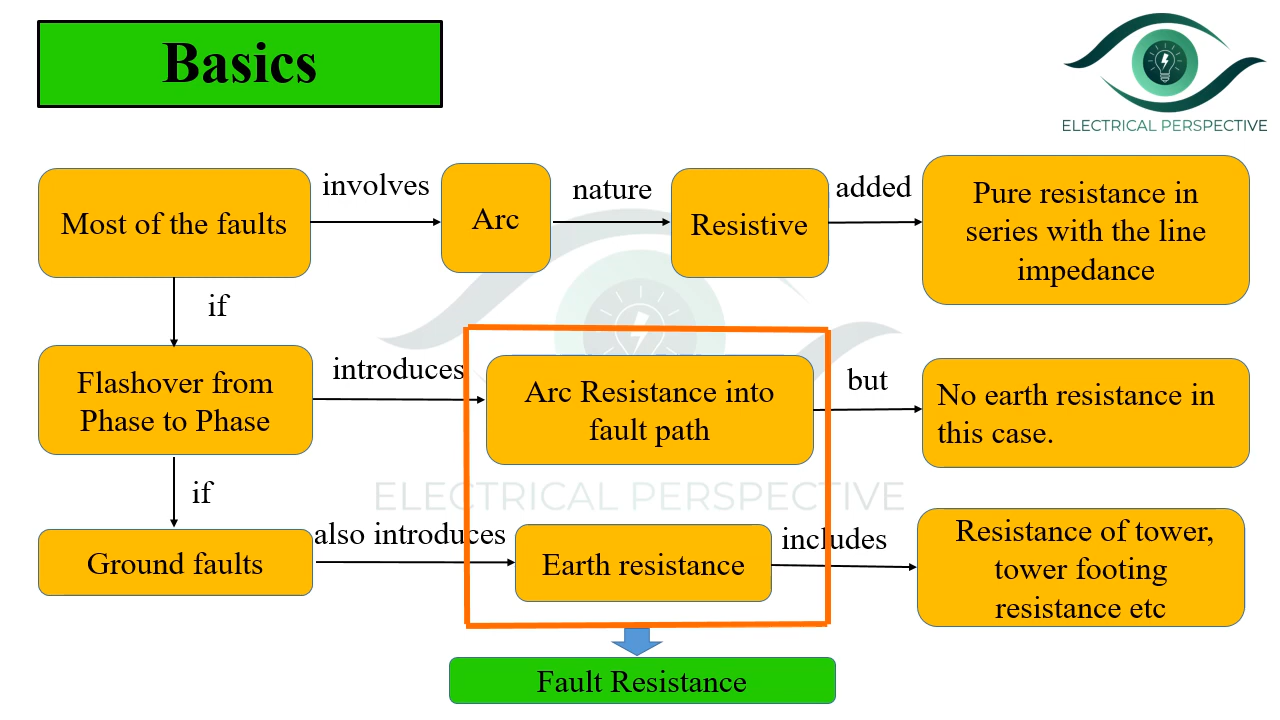 Basics
ELECTRICAL PERSPECTIVE
Most of the faults
involves
Arc
nature
Resistive
added
Pure resistance in
series with the line
impedance
if
Flashover from
Phase to Phase
introduces
Arc Resistance into
fault path
but
No earth resistance in
this case.
ELECTRICAL PERSPECTIVE
if
Ground faults
also introduces
Earth resistance
includes
Resistance of tower,
tower footing
resistance etc
Fault Resistance